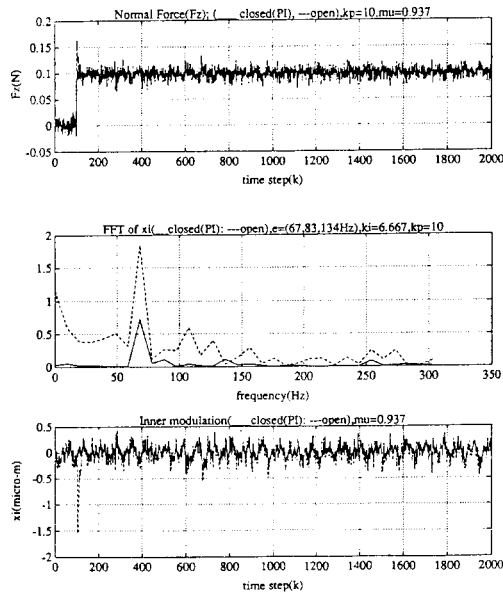 Normal Force(Fz); (___closed(PI), ---open),kp=10,mu=0.937
0.2
0.15
0.1
0.05
0
-0.05
Fz(N)
0 200 400 600 800 1000 1200 1400 1600 1800 2000
time step(k)
FFT of xi(__closed(PI): ---open),e=(67,83,134Hz),ki=6.667,kp=10
2
1.5
1
0.5
0
0 50 100 150 200 250 300 350
frequency(Hz)
Inner modulation(___closed(PI): ---open),mu=0.937
0.5
0
-0.5
-1
-1.5
-2
xi(micro-m)
0 200 400 600 800 1000 1200 1400 1600 1800 2000
time step(k)